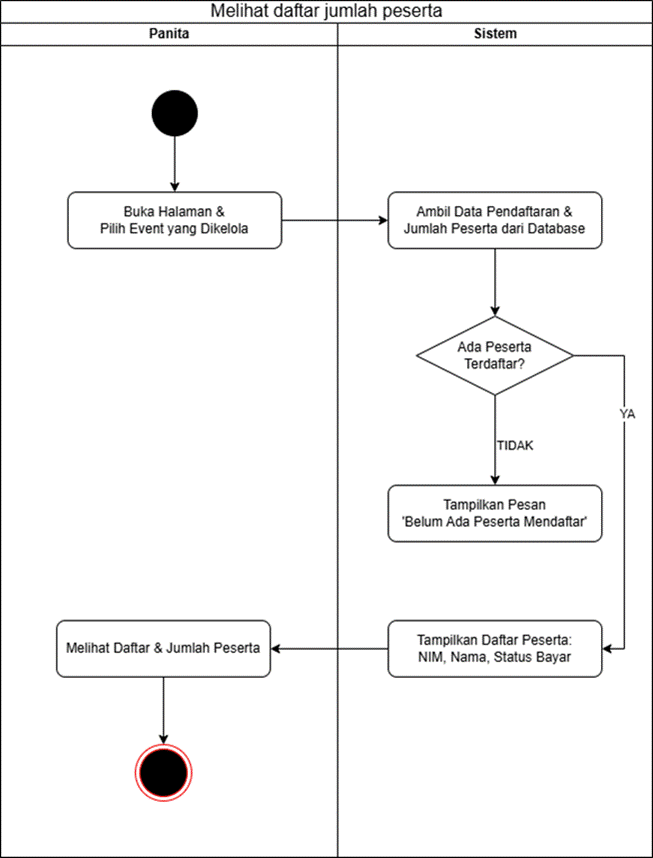 Melihat daftar jumlah peserta
Panita
Sistem
Buka Halaman &
Pilih Event yang Dikelola
Ambil Data Pendaftaran &
Jumlah Peserta dari Database
Ada Peserta
Terdaftar?
YA
TIDAK
Tampilkan Pesan
'Belum Ada Peserta Mendaftar'
Melihat Daftar & Jumlah Peserta
Tampilkan Daftar Peserta:
NIM, Nama, Status Bayar